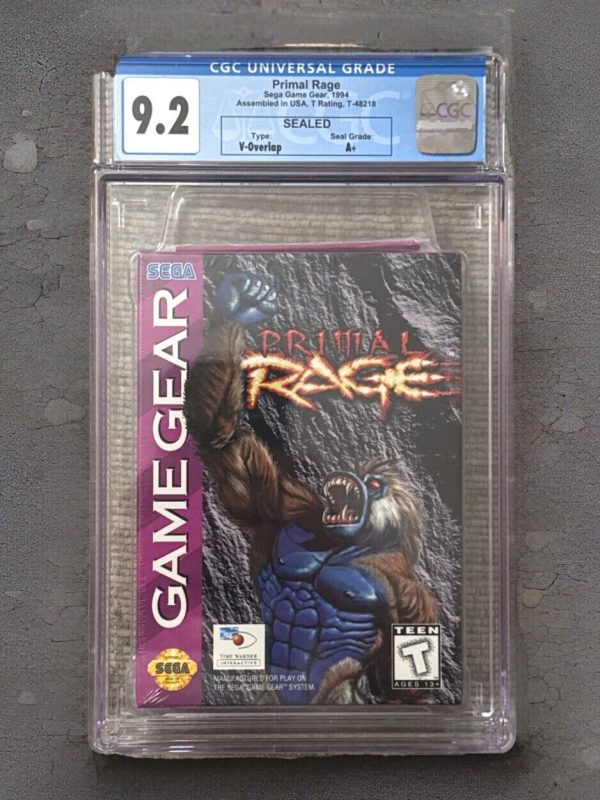 CGC UNIVERSAL GRADE
9.2
Primal Rage
Sega Game Gear, 1994
Assembled in USA, T Rating, T-48218
SEALED
Type:
Seal Grade:
V-Overlap
A+
CGC
SEGA
GAME GEAR
PRIMAL
RAGE
TIME WARNER
INTERACTIVE
MANUFACTURED FOR PLAY ON
THE SEGA GAME GEAR™ SYSTEM.
SEGA
TEEN
T
AGES 13+